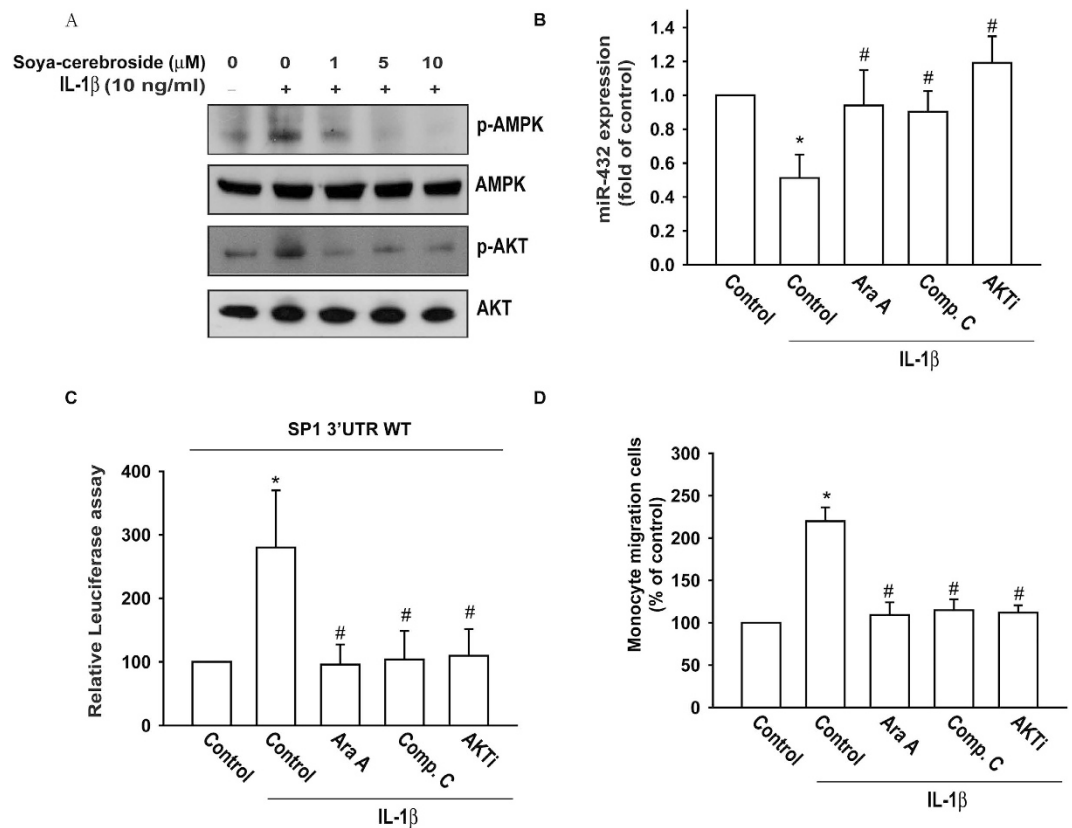 A
Soya-cerebroside (μM) 0 0 1 5 10
IL-1β (10 ng/ml) – + + + +
p-AMPK
AMPK
p-AKT
AKT
B
miR-432 expression
(fold of control)
1.4
1.2
1.0
0.8
0.6
0.4
0.2
0.0
*
#
#
#
Control
Control
Ara A
Comp. C
AKTi
IL-1β
C
SP1 3'UTR WT
Relative Leuciferase assay
400
300
200
100
0
*
#
#
#
Control
Control
Ara A
Comp. C
AKTi
IL-1β
D
Monocyte migration cells
(% of control)
300
250
200
150
100
50
0
*
#
#
#
Control
Control
Ara A
Comp. C
AKTi
IL-1β